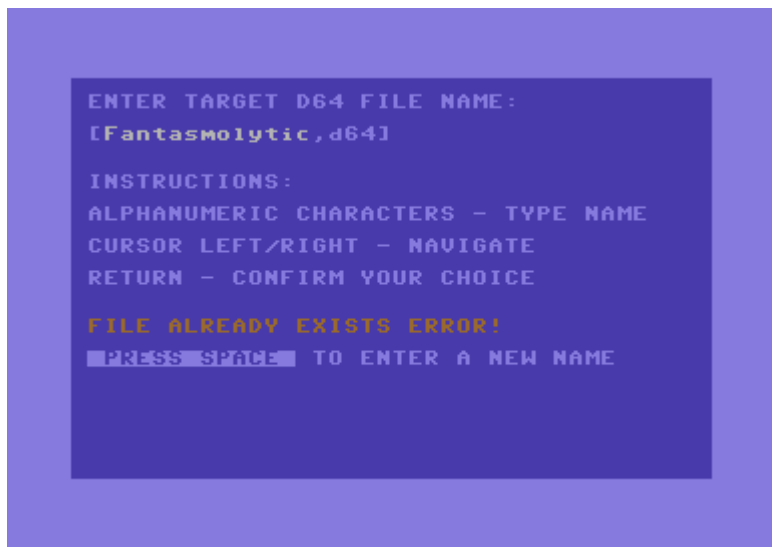 ENTER TARGET D64 FILE NAME:
[Fantasmolytic,d64]
INSTRUCTIONS:
ALPHANUMERIC CHARACTERS - TYPE NAME
CURSOR LEFT/RIGHT - NAVIGATE
RETURN - CONFIRM YOUR CHOICE
FILE ALREADY EXISTS ERROR!
PRESS SPACE TO ENTER A NEW NAME